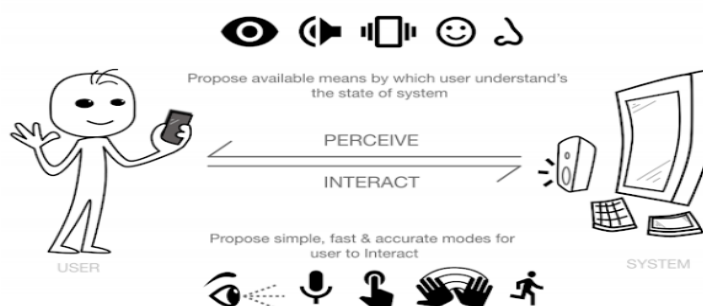 Propose available means by which user understand's
the state of system
PERCEIVE
INTERACT
Propose simple, fast & accurate modes for
user to Interact
USER
SYSTEM